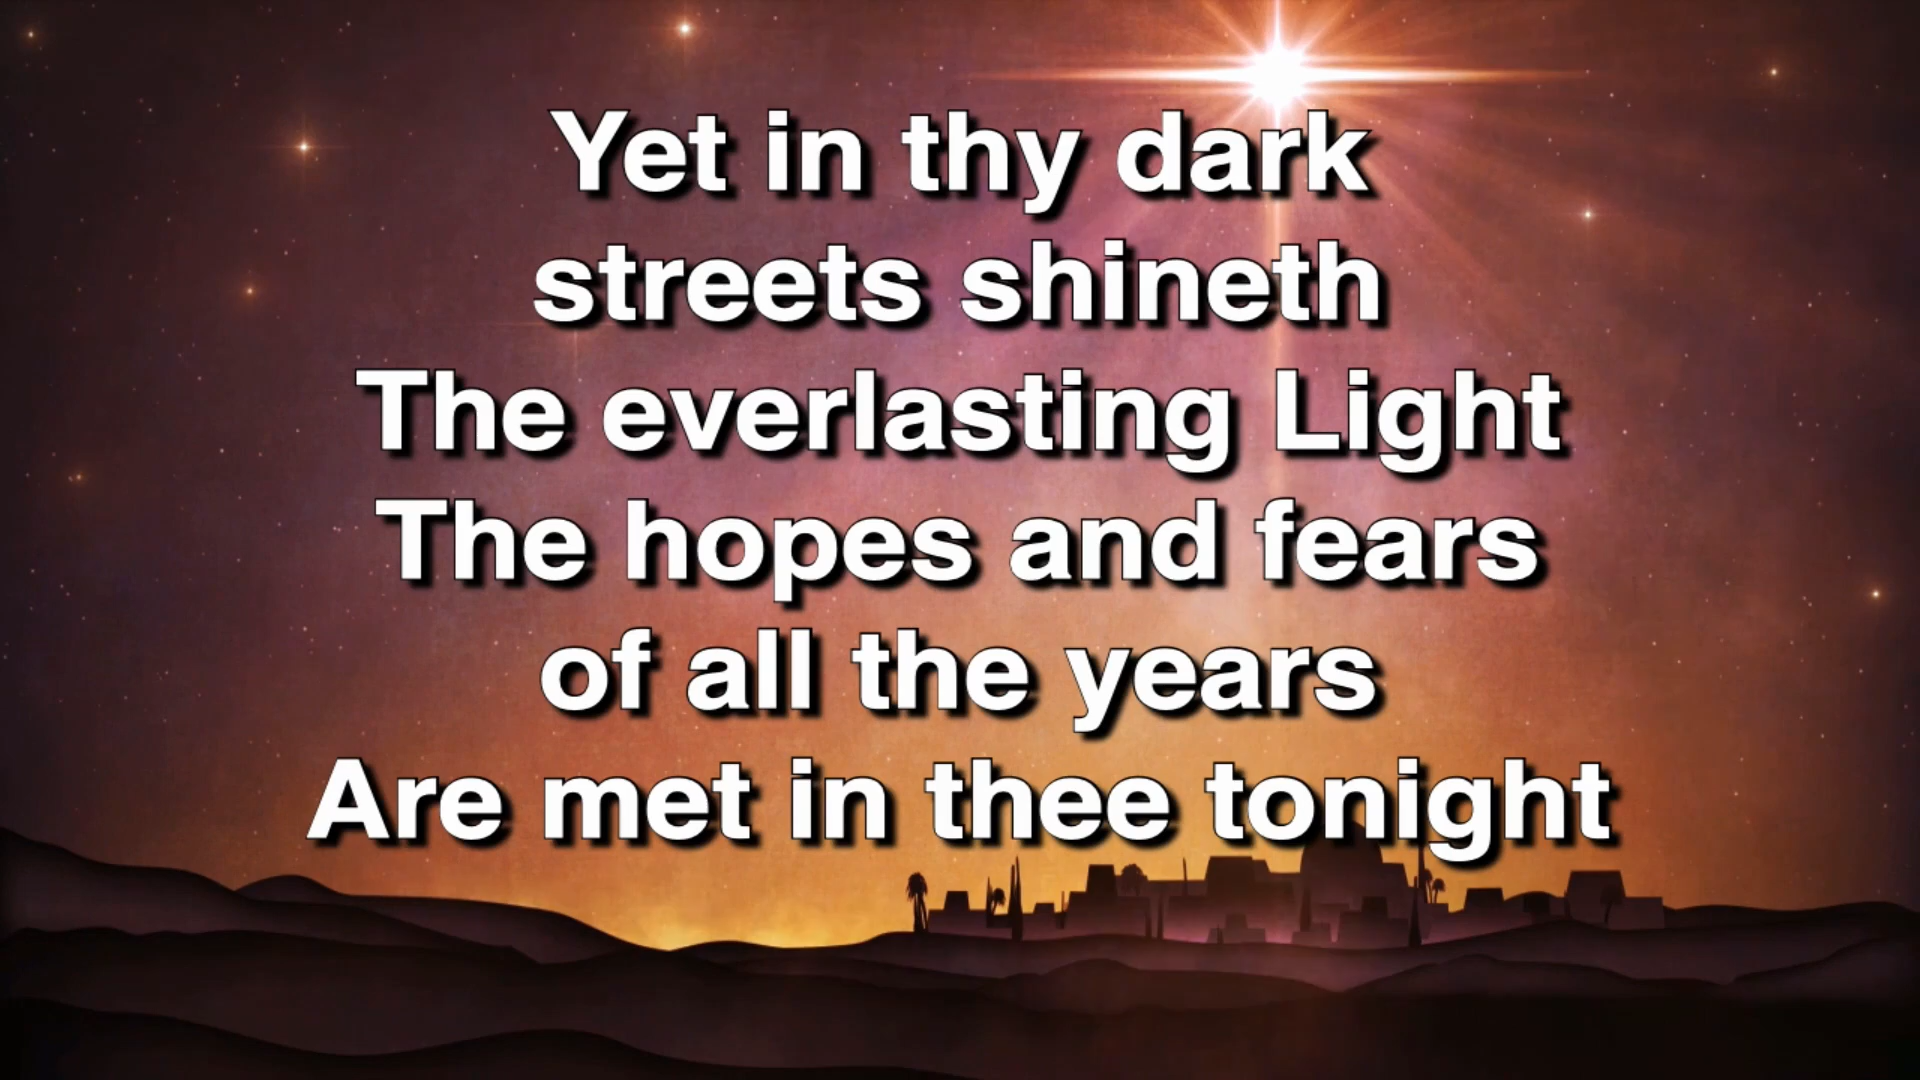 Yet in thy dark
streets shineth
The everlasting Light
The hopes and fears
of all the years
Are met in thee tonight